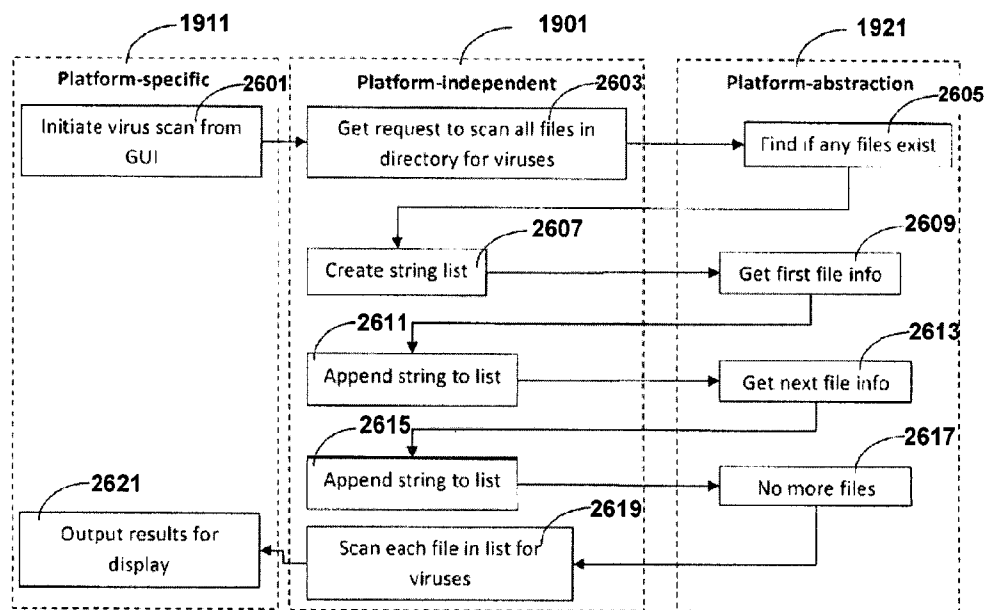 1911
1901
1921
Platform-specific
Platform-independent
Platform-abstraction
2601
2603
2605
Initiate virus scan from
GUI
Get request to scan all files in
directory for viruses
Find if any files exist
2607
2609
Create string list
Get first file info
2611
2613
Append string to list
Get next file info
2615
2617
Append string to list
No more files
2621
2619
Output results for
display
Scan each file in list for
viruses